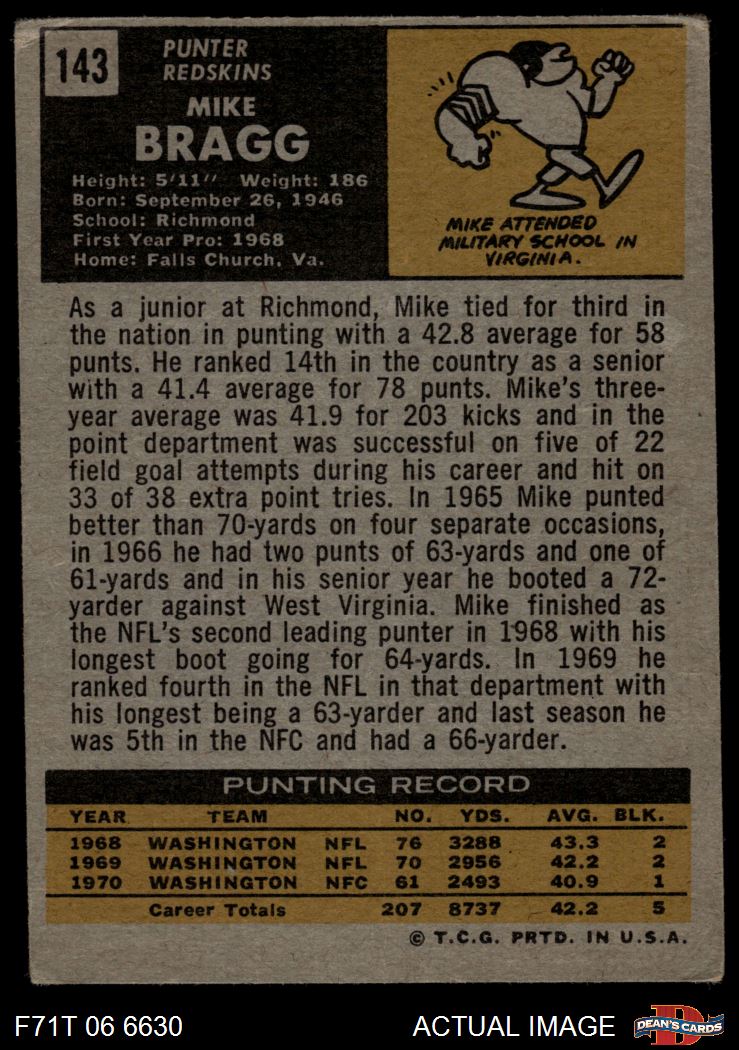 143
PUNTER
REDSKINS
MIKE
BRAGG
Height: 5'11" Weight: 186
Born: September 26, 1946
School: Richmond
First Year Pro: 1968
Home: Falls Church, Va.
MIKE ATTENDED
MILITARY SCHOOL IN
VIRGINIA.
As a junior at Richmond, Mike tied for third in
the nation in punting with a 42.8 average for 58
punts. He ranked 14th in the country as a senior
with a 41.4 average for 78 punts. Mike's three-
year average was 41.9 for 203 kicks and in the
point department was successful on five of 22
field goal attempts during his career and hit on
33 of 38 extra point tries. In 1965 Mike punted
better than 70-yards on four separate occasions,
in 1966 he had two punts of 63-yards and one of
61-yards and in his senior year he booted a 72-
yarder against West Virginia. Mike finished as
the NFL's second leading punter in 1968 with his
longest boot going for 64-yards. In 1969 he
ranked fourth in the NFL in that department with
his longest being a 63-yarder and last season he
was 5th in the NFC and had a 66-yarder.
PUNTING RECORD
YEAR TEAM NO. YDS. AVG. BLK.
1968 WASHINGTON NFL 76 3288 43.3 2
1969 WASHINGTON NFL 70 2956 42.2 2
1970 WASHINGTON NFC 61 2493 40.9 1
Career Totals 207 8737 42.2 5
© T.C.G. PRTD. IN U.S.A.
F71T 06 6630 ACTUAL IMAGE D DEAN'S CARDS